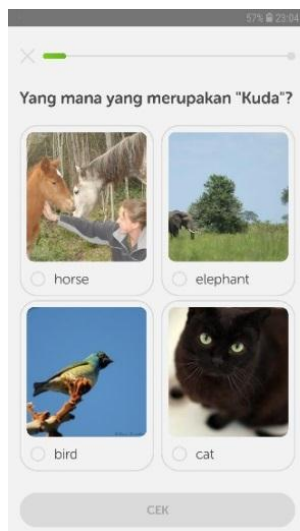 57% 23:04
Yang mana yang merupakan "Kuda"?
horse
elephant
bird
cat
CEK